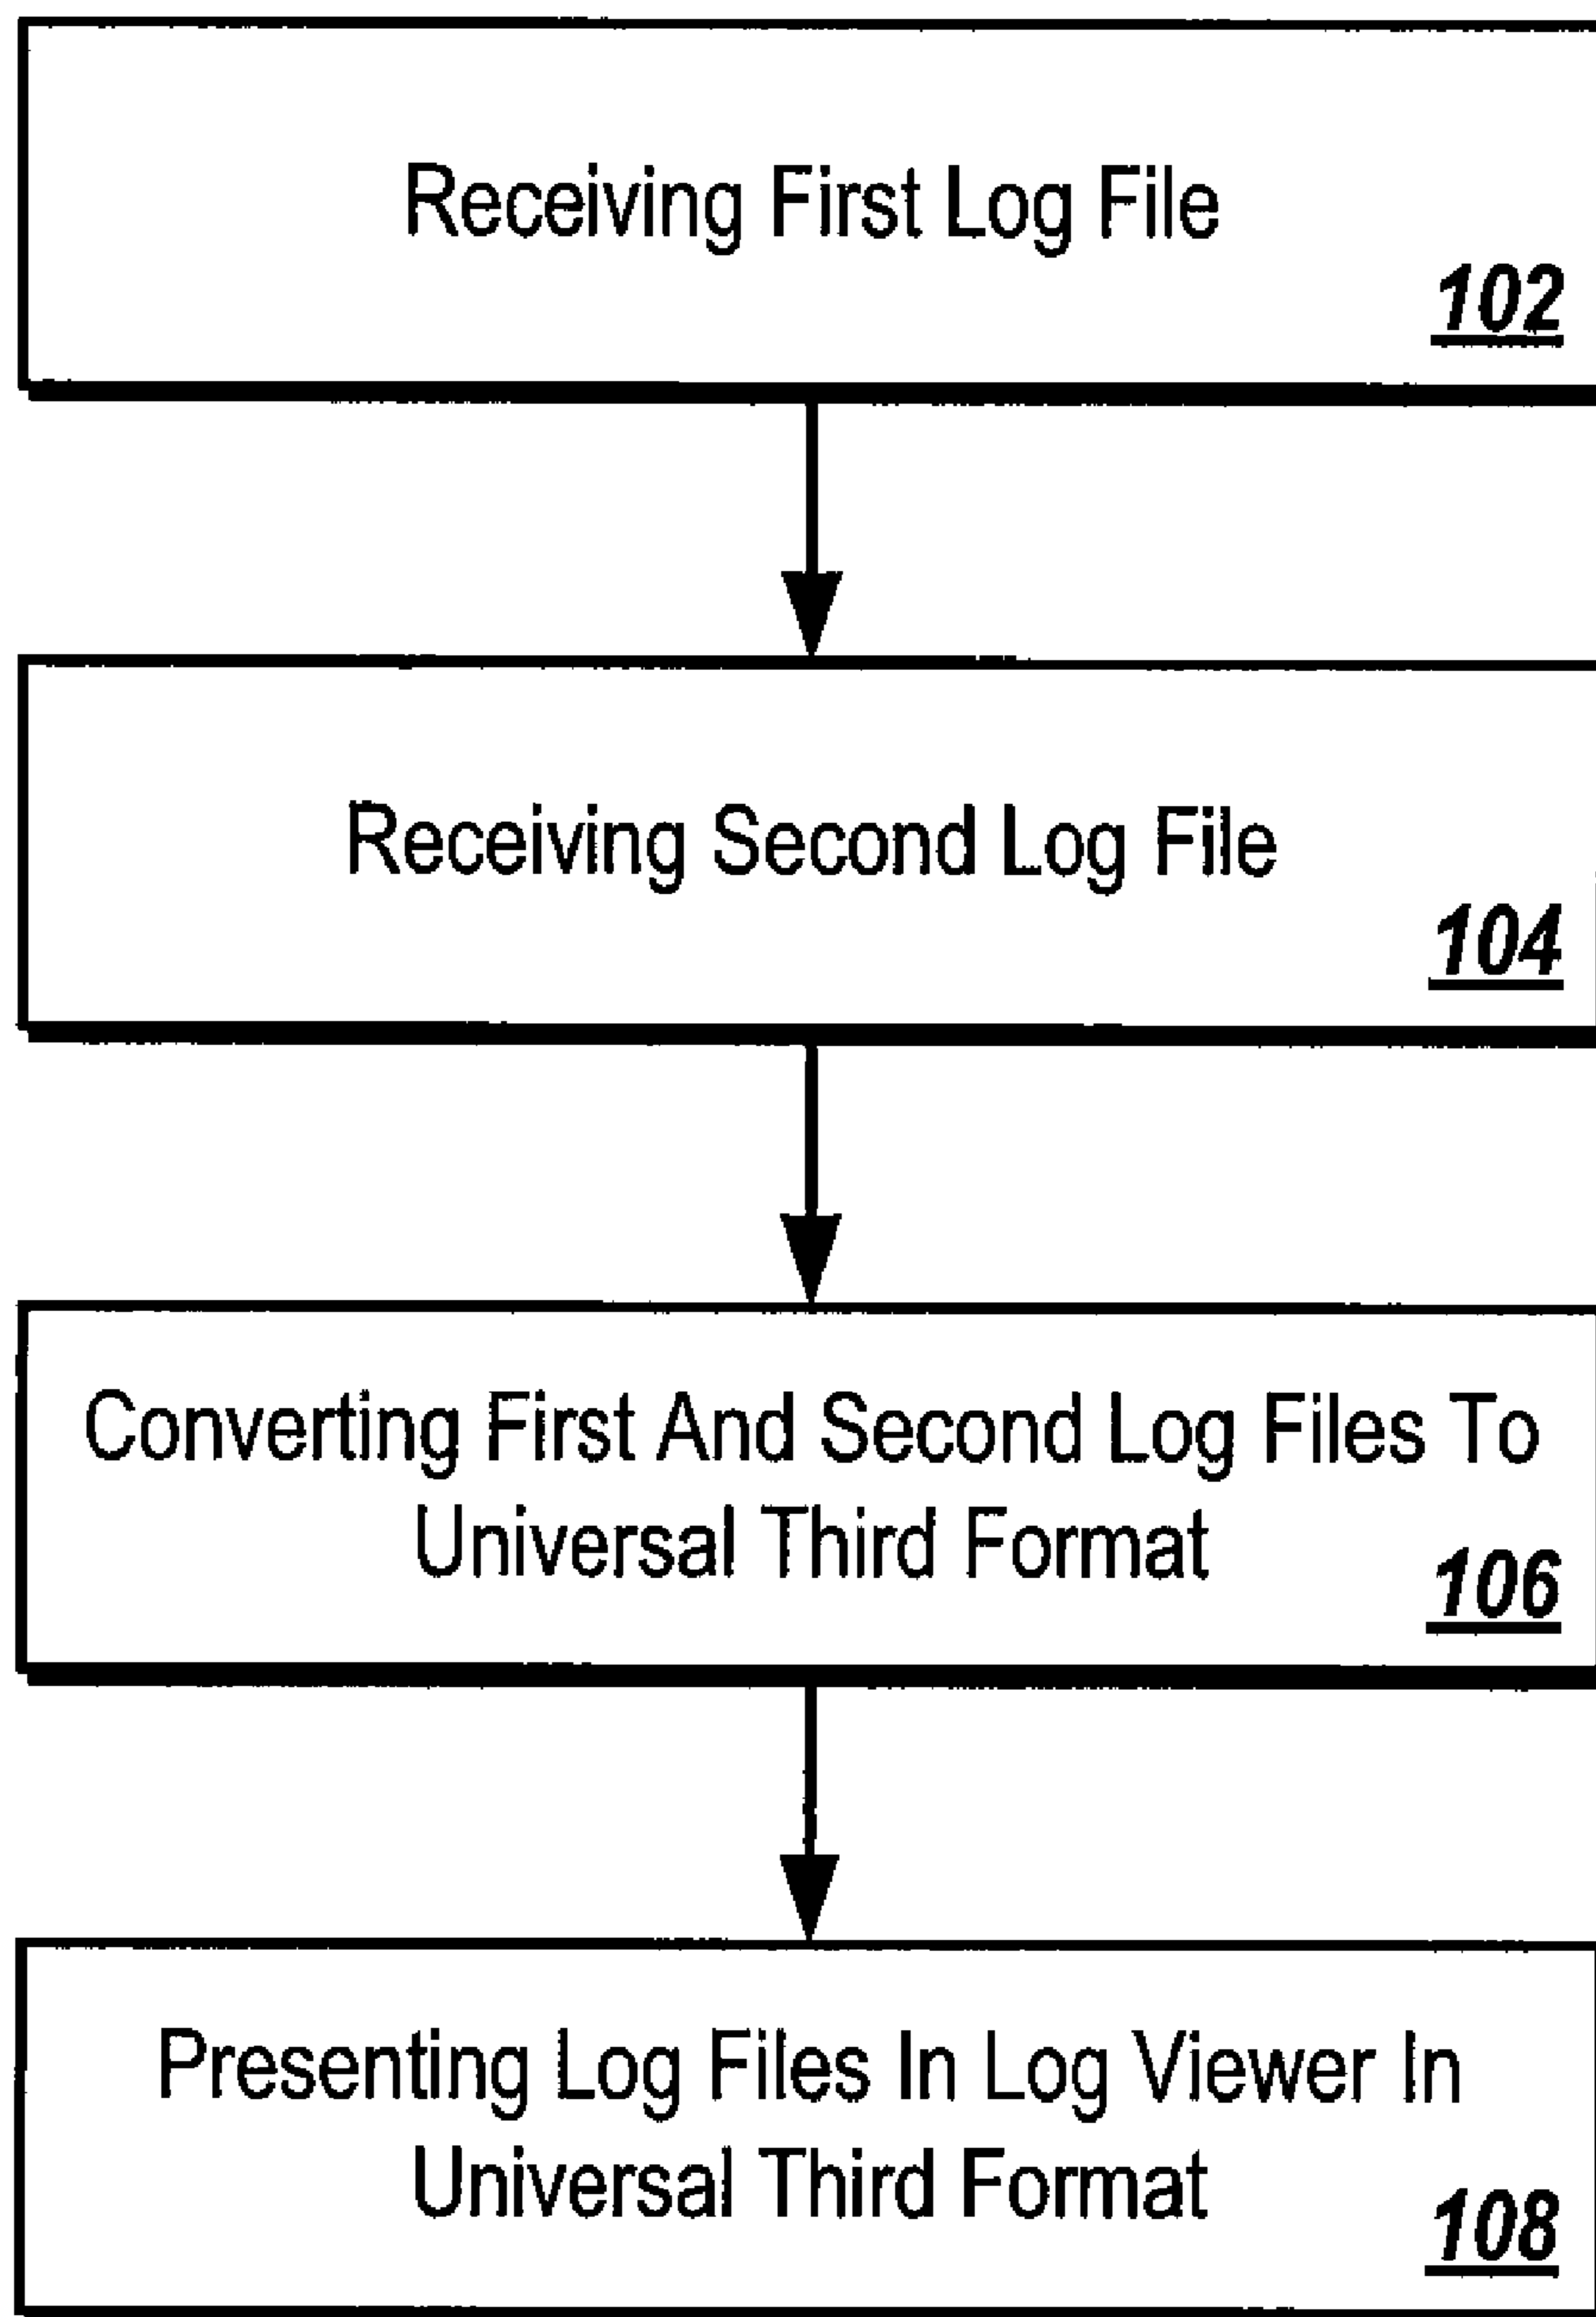 Receiving First Log File
102
Receiving Second Log File
104
Converting First And Second Log Files To
Universal Third Format
106
Presenting Log Files In Log Viewer In
Universal Third Format
108